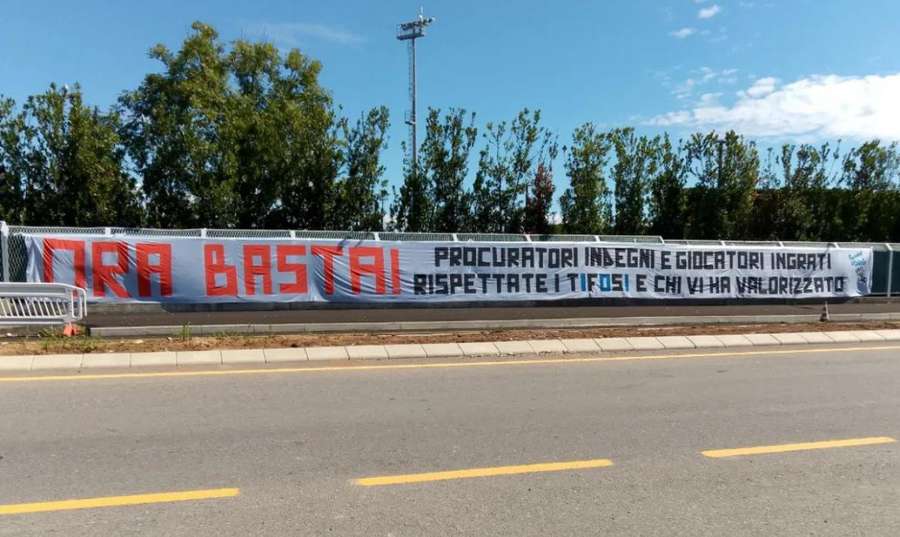 ORA BASTA!
PROCURATORI INDEGNI E GIOCATORI INGRATI
RISPETTATE I TIFOSI E CHI VI HA VALORIZZATO